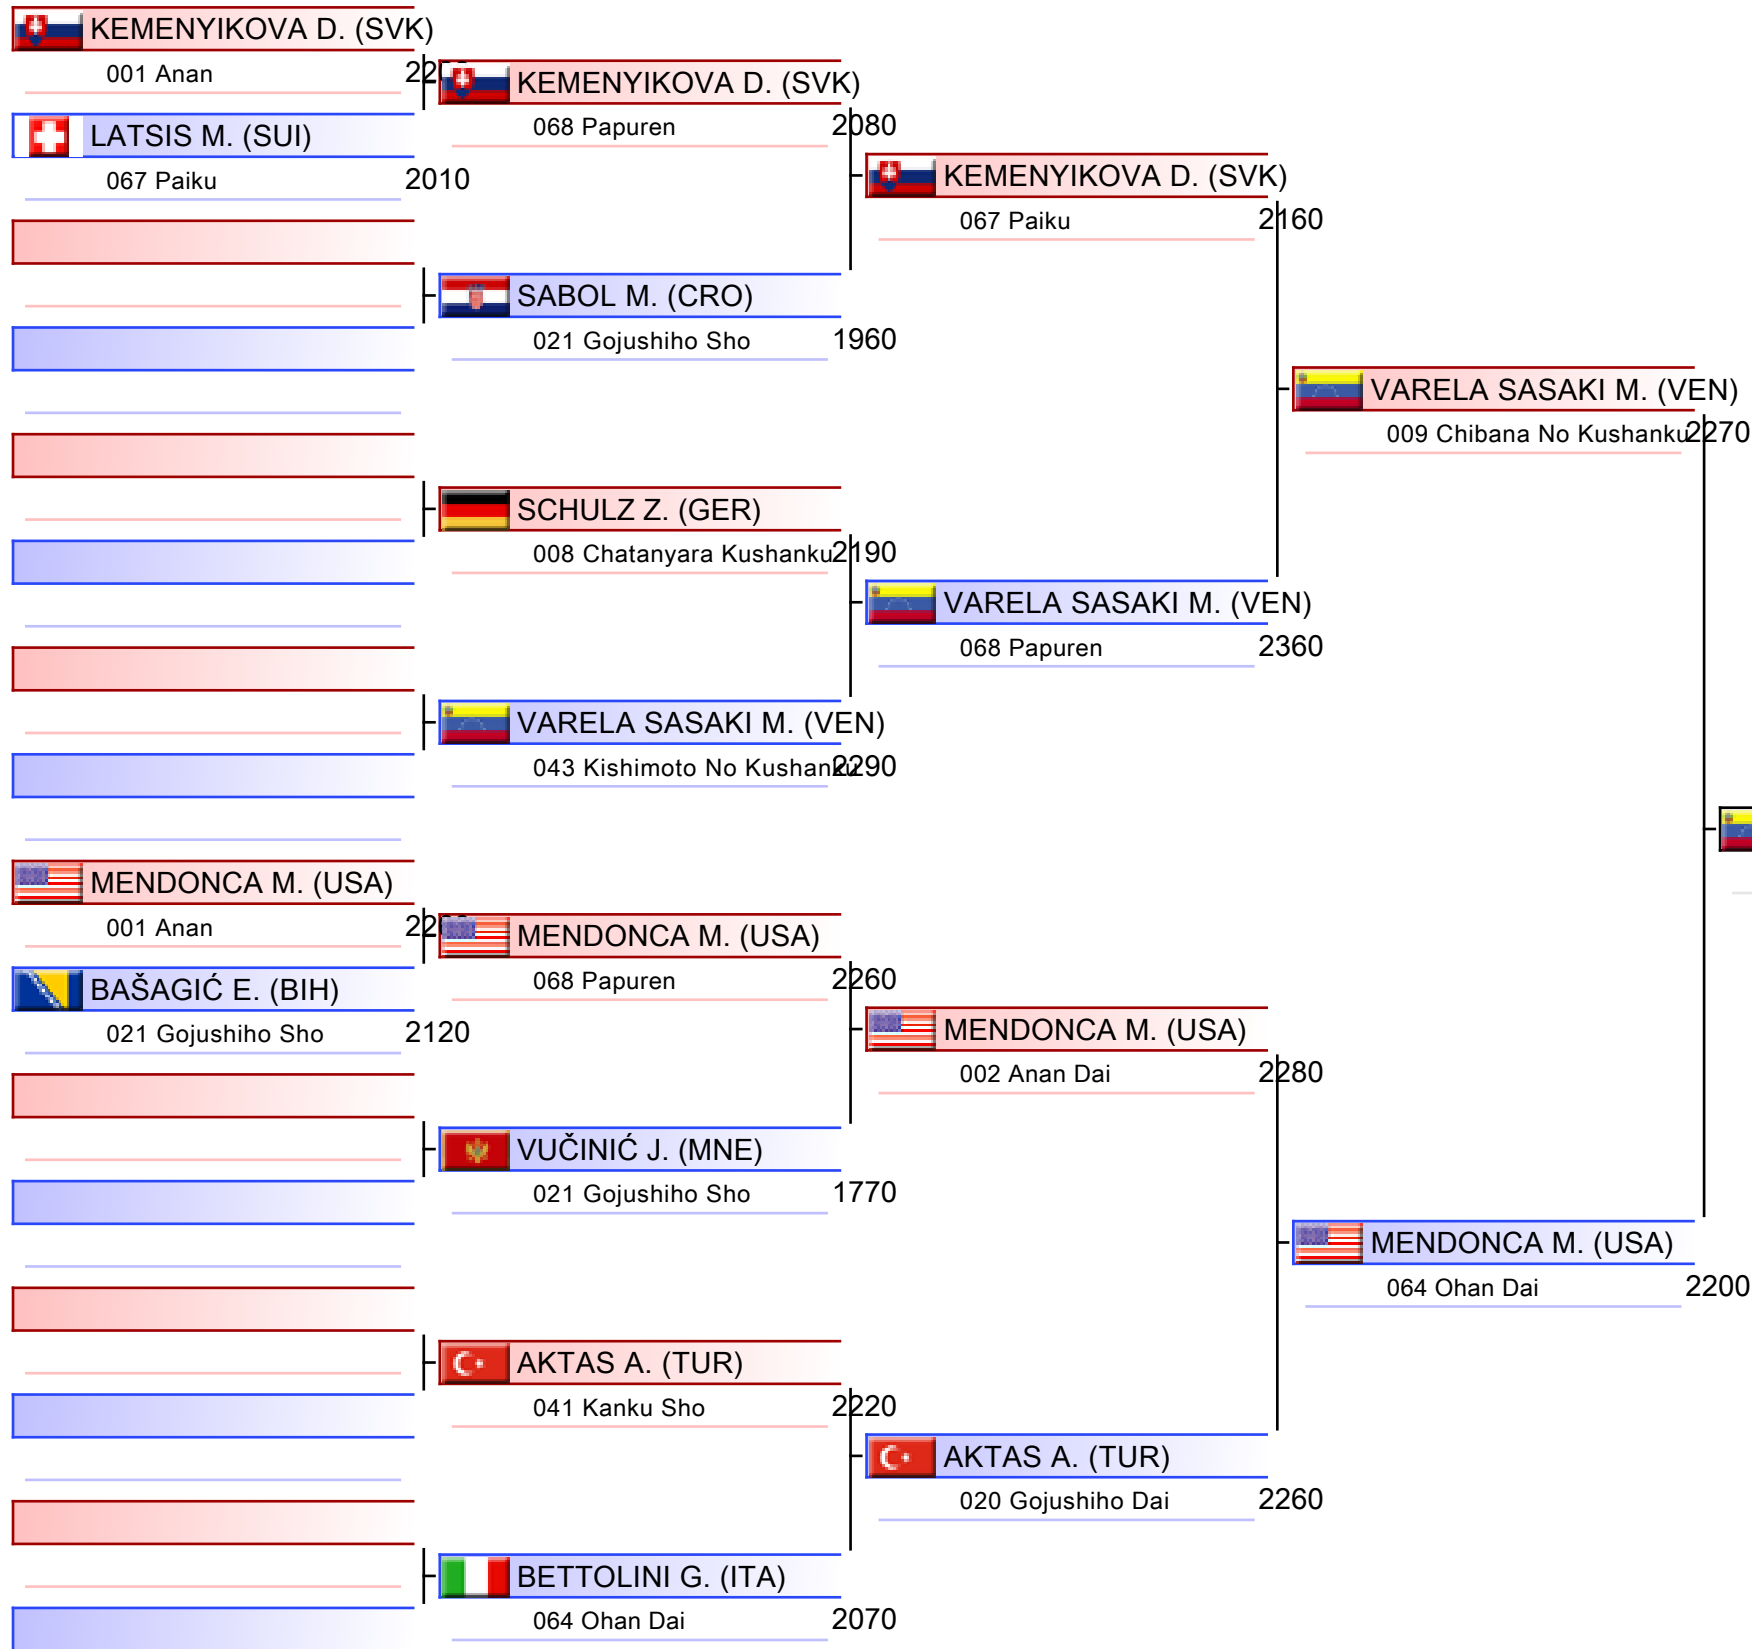 KEMENYIKOVA D. (SVK)
001 Anan
LATSIS M. (SUI)
067 Paiku 2010
MENDONCA M. (USA)
001 Anan
BAŠAGIĆ E. (BIH)
021 Gojushiho Sho 2120
KEMENYIKOVA D. (SVK)
068 Papuren 2080
SABOL M. (CRO)
021 Gojushiho Sho 1960
SCHULZ Z. (GER)
008 Chatanyara Kushanku 2190
VARELA SASAKI M. (VEN)
043 Kishimoto No Kushanku 2290
MENDONCA M. (USA)
068 Papuren 2260
VUČINIĆ J. (MNE)
021 Gojushiho Sho 1770
AKTAS A. (TUR)
041 Kanku Sho 2220
BETTOLINI G. (ITA)
064 Ohan Dai 2070
KEMENYIKOVA D. (SVK)
067 Paiku 2160
VARELA SASAKI M. (VEN)
068 Papuren 2360
MENDONCA M. (USA)
002 Anan Dai 2280
AKTAS A. (TUR)
020 Gojushiho Dai 2260
VARELA SASAKI M. (VEN)
009 Chibana No Kushanku 2270
MENDONCA M. (USA)
064 Ohan Dai 2200